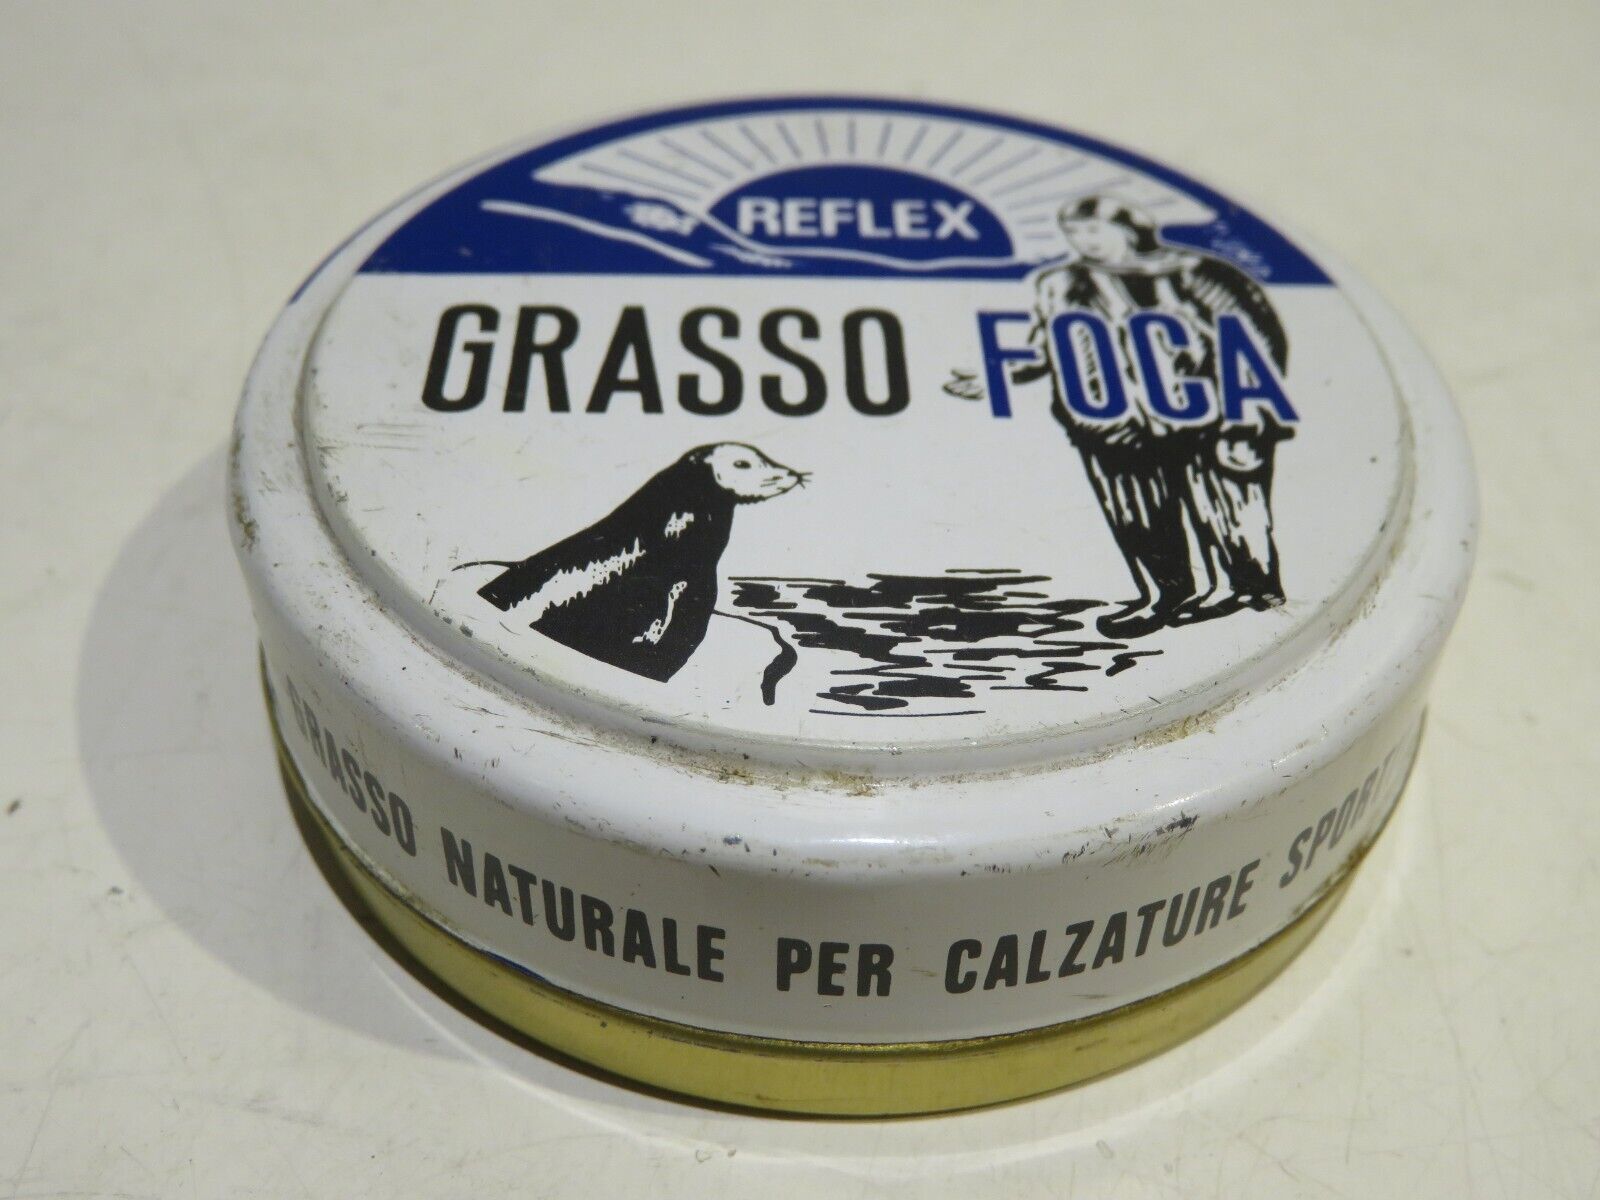 REFLEX
GRASSO FOCA
GRASSO NATURALE PER CALZATURE SPORT